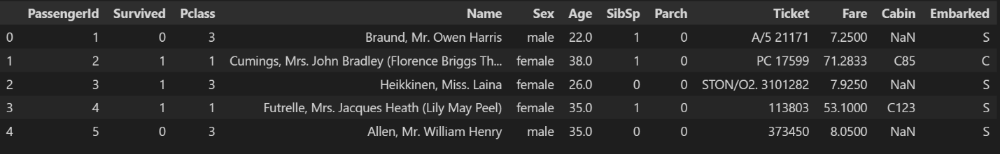 PassengerId Survived Pclass Name Sex Age SibSp Parch Ticket Fare Cabin Embarked
0 1 0 3 Braund, Mr. Owen Harris male 22.0 1 0 A/5 21171 7.2500 NaN S
1 2 1 1 Cumings, Mrs. John Bradley (Florence Briggs Th... female 38.0 1 0 PC 17599 71.2833 C85 C
2 3 1 3 Heikkinen, Miss. Laina female 26.0 0 0 STON/O2. 3101282 7.9250 NaN S
3 4 1 1 Futrelle, Mrs. Jacques Heath (Lily May Peel) female 35.0 1 0 113803 53.1000 C123 S
4 5 0 3 Allen, Mr. William Henry male 35.0 0 0 373450 8.0500 NaN S